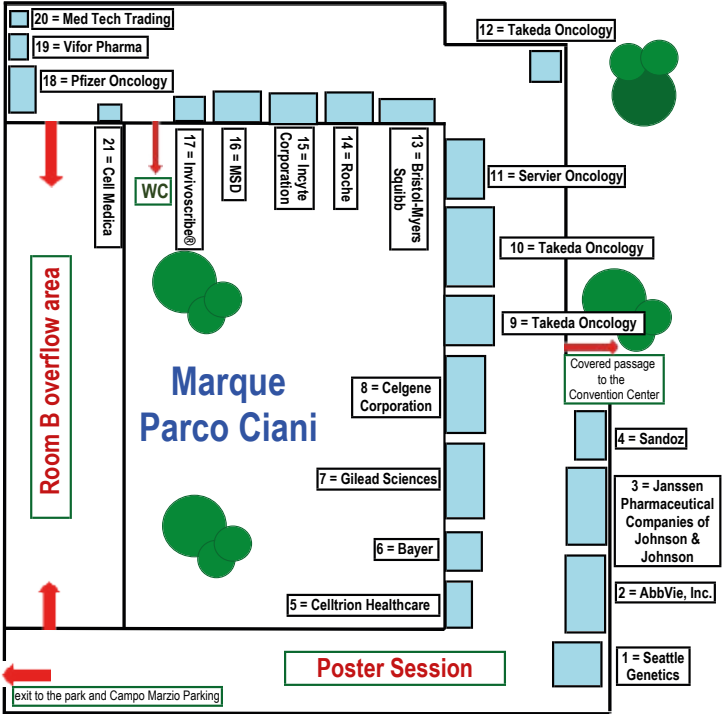 20 = Med Tech Trading
19 = Vifor Pharma
18 = Pfizer Oncology
12 = Takeda Oncology
21 = Cell Medica
WC
17 = Invivoscribe®
16 = MSD
15 = Incyte
Corporation
14 = Roche
13 = Bristol-Myers
Squibb
11 = Servier Oncology
10 = Takeda Oncology
9 = Takeda Oncology
Covered passage
to the
Convention Center
Room B overflow area
Marque
Parco Ciani
8 = Celgene
Corporation
7 = Gilead Sciences
6 = Bayer
5 = Celltrion Healthcare
4 = Sandoz
3 = Janssen
Pharmaceutical
Companies of
Johnson &
Johnson
2 = AbbVie, Inc.
1 = Seattle
Genetics
Poster Session
exit to the park and Campo Marzio Parking